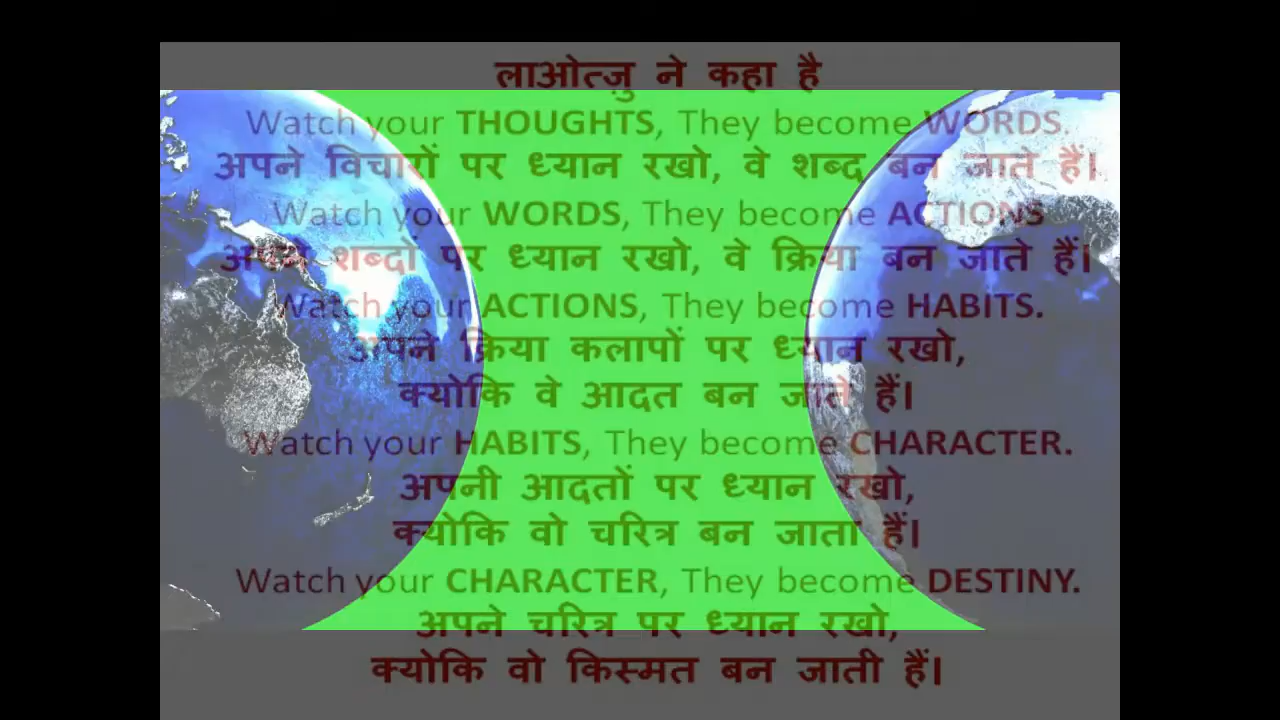 लाओत्ज़ु ने कहा है
Watch your THOUGHTS, They become WORDS.
अपने विचारों पर ध्यान रखो, वे शब्द बन जाते हैं।
Watch your WORDS, They become ACTIONS
अपने शब्दों पर ध्यान रखो, वे क्रिया बन जाते हैं।
Watch your ACTIONS, They become HABITS.
अपने क्रिया कलापों पर ध्यान रखो,
क्योकि वे आदत बन जाते हैं।
Watch your HABITS, They become CHARACTER.
अपनी आदतों पर ध्यान रखो,
क्योकि वो चरित्र बन जाता हैं।
Watch your CHARACTER, They become DESTINY.
अपने चरित्र पर ध्यान रखो,
क्योकि वो किस्मत बन जाती हैं।